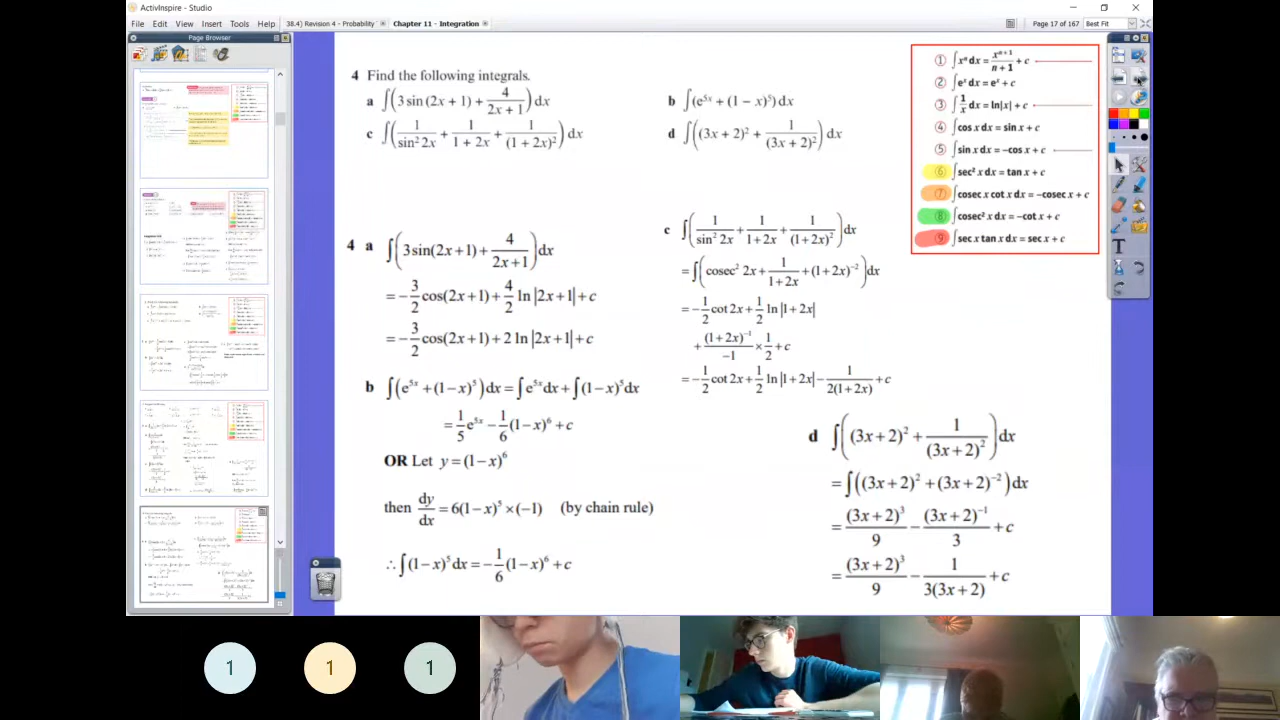 ActivInspire - Studio
File Edit View Insert Tools Help
38.4) Revision 4 - Probability
Chapter 11 - Integration
Page 17 of 167
Best Fit
Page Browser
4 Find the following integrals.
a ∫(3 sin(2x + 1) + 4/(2x + 1))dx
b ∫(e^{5x} + (1 − x)^5)dx
c ∫(1/sin² 2x + 1/(1 + 2x) + 1/(1 + 2x)²)dx
d ∫((3x + 2)² + 1/(3x + 2)²)dx
① ∫xⁿ dx = x^{n+1}/(n + 1) + c
② ∫eˣ dx = eˣ + c
③ ∫1/x dx = ln|x| + c
④ ∫cos x dx = sin x + c
⑤ ∫sin x dx = −cos x + c
⑥ ∫sec² x dx = tan x + c
⑦ ∫cosec x cot x dx = −cosec x + c
⑧ ∫cosec² x dx = −cot x + c
⑨ ∫sec x tan x dx = sec x + c
4 a ∫(3sin(2x+1) + 4/(2x+1))dx
= −3/2 cos(2x+1) + 4/2 ln|2x+1| + c
= −3/2 cos(2x+1) + 2 ln|2x+1| + c
b ∫(e^{5x} + (1−x)^5)dx = ∫e^{5x}dx + ∫(1−x)^5dx
= 1/5 e^{5x} − 1/6 (1−x)^6 + c
OR Let y = (1−x)^6
then dy/dx = 6(1−x)^5 × (−1) (by chain rule)
∴ ∫(1−x)^5dx = −1/6 (1−x)^6 + c
c ∫(1/sin² 2x + 1/(1+2x) + 1/(1+2x)²)dx
= ∫(cosec² 2x + 1/(1+2x) + (1+2x)^{−2})dx
= −1/2 cot 2x + 1/2 ln|1+2x|
+ (1+2x)^{−1}/−1 × 1/2 + c
= −1/2 cot 2x + 1/2 ln|1+2x| − 1/(2(1+2x)) + c
d ∫((3x+2)² + 1/(3x+2)²)dx
= ∫((3x+2)² + (3x+2)^{−2})dx
= (3x+2)³/9 − (3x+2)^{−1}/3 + c
= (3x+2)³/9 − 1/(3(3x+2)) + c
1 1 1